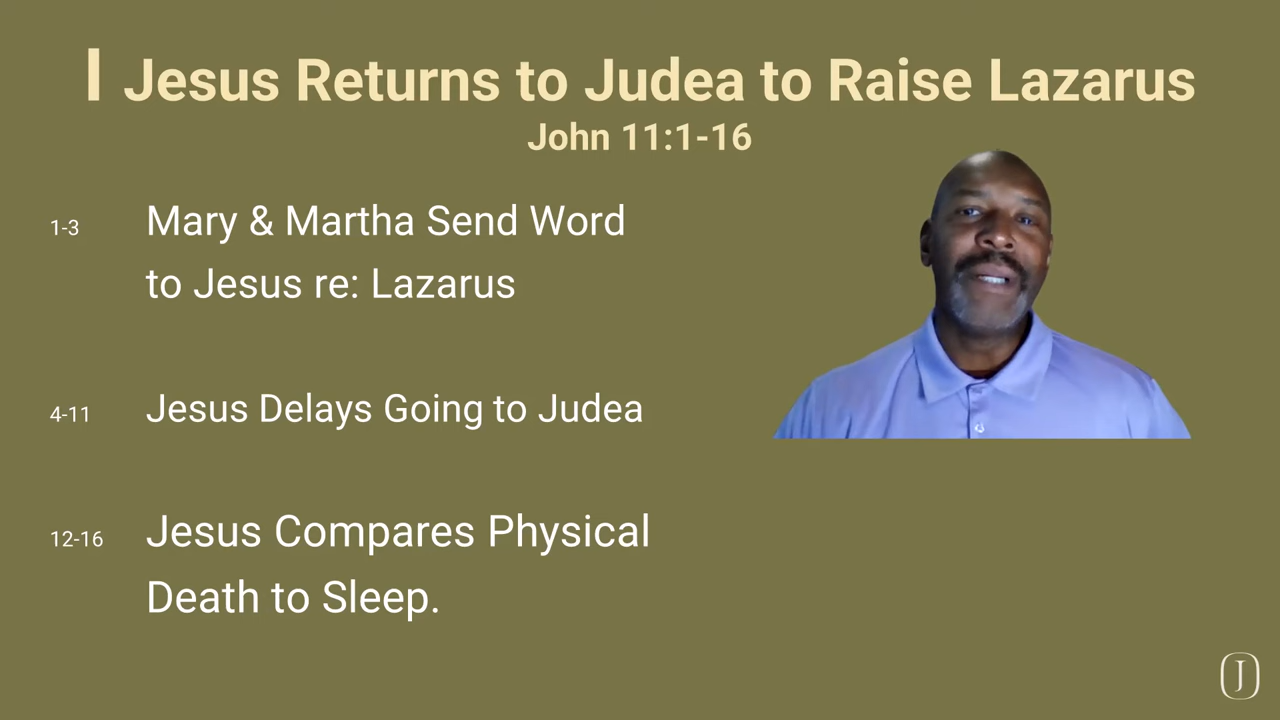 I Jesus Returns to Judea to Raise Lazarus
John 11:1-16
1-3 Mary & Martha Send Word
to Jesus re: Lazarus
4-11 Jesus Delays Going to Judea
12-16 Jesus Compares Physical
Death to Sleep.
J